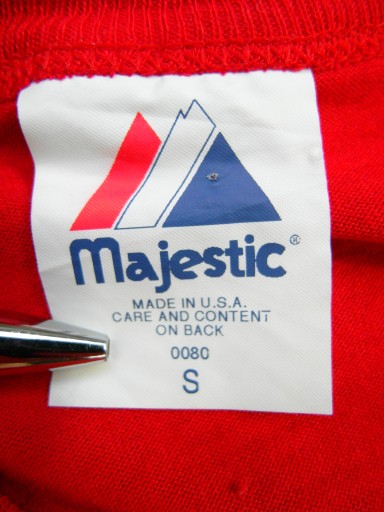 Majestic®
MADE IN U.S.A.
CARE AND CONTENT
ON BACK
0080
S